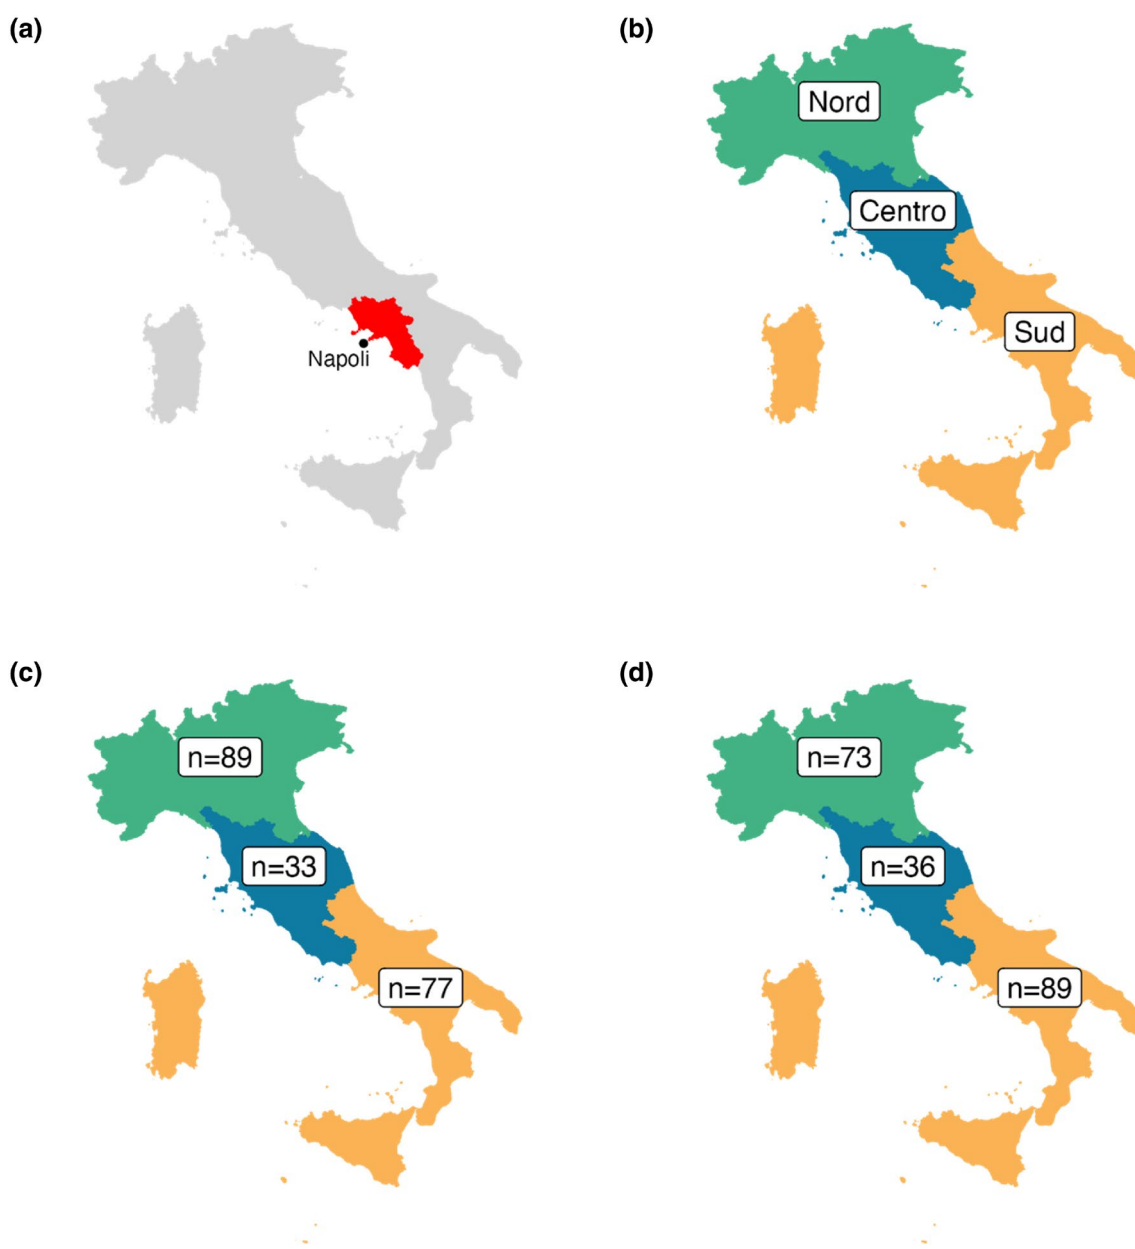 (a)
Napoli
(b)
Nord
Centro
Sud
(c)
n=89
n=33
n=77
(d)
n=73
n=36
n=89